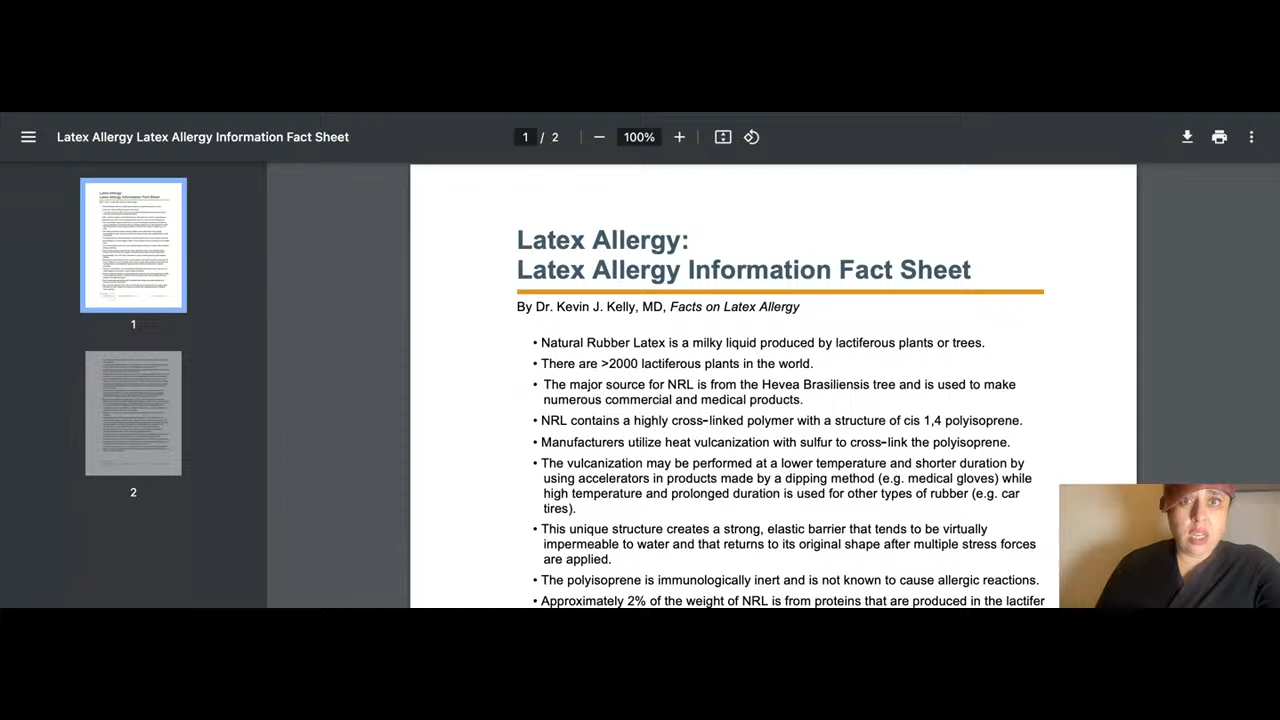 Latex Allergy Latex Allergy Information Fact Sheet
1 / 2
100%
1
2
Latex Allergy:
Latex Allergy Information Fact Sheet
By Dr. Kevin J. Kelly, MD, Facts on Latex Allergy
• Natural Rubber Latex is a milky liquid produced by lactiferous plants or trees.
• There are >2000 lactiferous plants in the world.
• The major source for NRL is from the Hevea Brasiliensis tree and is used to make
numerous commercial and medical products.
• NRL contains a highly cross-linked polymer with a structure of cis 1,4 polyisoprene.
• Manufacturers utilize heat vulcanization with sulfur to cross-link the polyisoprene.
• The vulcanization may be performed at a lower temperature and shorter duration by
using accelerators in products made by a dipping method (e.g. medical gloves) while
high temperature and prolonged duration is used for other types of rubber (e.g. car
tires).
• This unique structure creates a strong, elastic barrier that tends to be virtually
impermeable to water and that returns to its original shape after multiple stress forces
are applied.
• The polyisoprene is immunologically inert and is not known to cause allergic reactions.
• Approximately 2% of the weight of NRL is from proteins that are produced in the lactifer